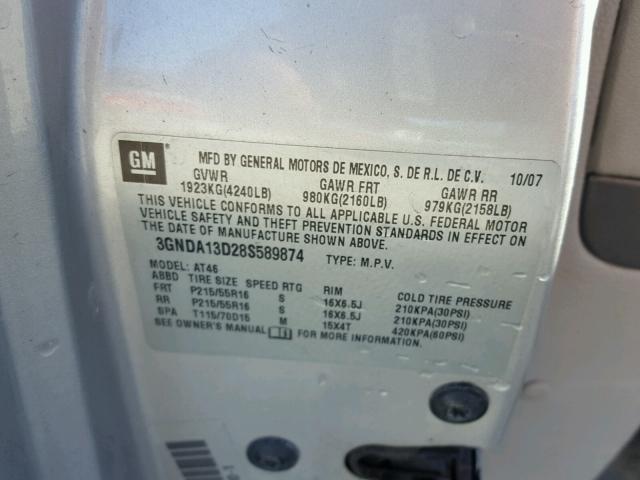 GM
MFD BY GENERAL MOTORS DE MEXICO, S. DE R.L. DE C.V. 10/07
GVWR GAWR FRT GAWR RR
1923KG(4240LB) 980KG(2160LB) 979KG(2158LB)
THIS VEHICLE CONFORMS TO ALL APPLICABLE U.S. FEDERAL MOTOR
VEHICLE SAFETY AND THEFT PREVENTION STANDARDS IN EFFECT ON
THE DATE OF MANUFACTURE SHOWN ABOVE.
3GNDA13D28S589874 TYPE: M.P.V.
MODEL: AT46
ABBD TIRE SIZE SPEED RTG RIM COLD TIRE PRESSURE
FRT P215/55R16 S 16X6.5J 210KPA(30PSI)
RR P215/55R16 S 16X6.5J 210KPA(30PSI)
SPA T115/70D15 M 15X4T 420KPA(60PSI)
SEE OWNER'S MANUAL FOR MORE INFORMATION.